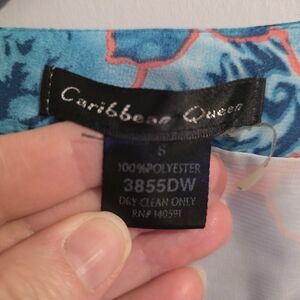 Caribbean Queen
S
100%POLYESTER
3855DW
DRY CLEAN ONLY
RN# 140591